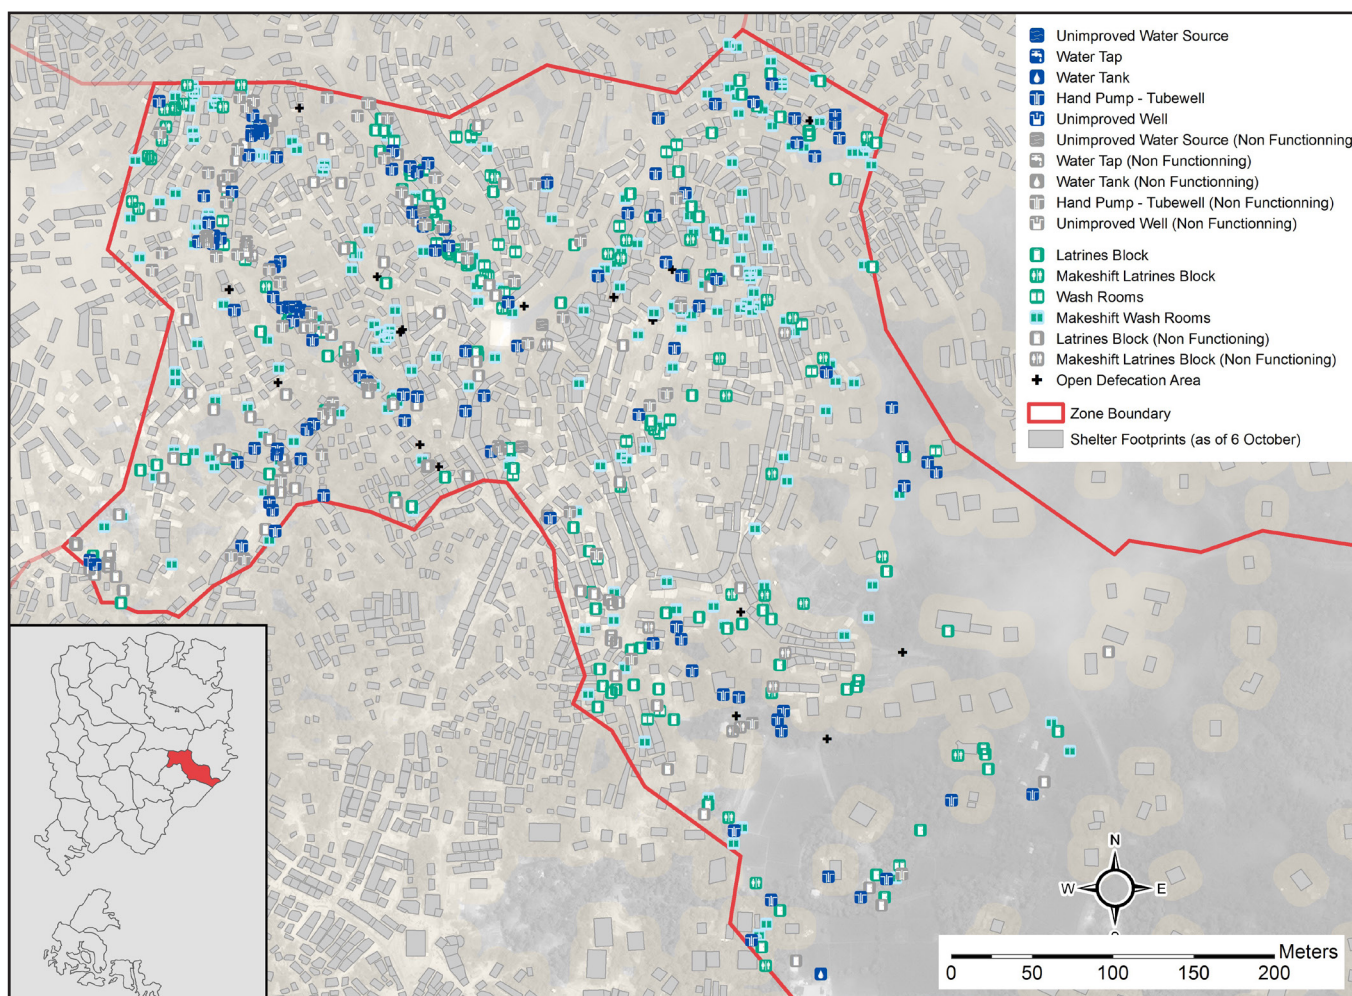 Unimproved Water Source
Water Tap
Water Tank
Hand Pump - Tubewell
Unimproved Well
Unimproved Water Source (Non Functionning
Water Tap (Non Functionning)
Water Tank (Non Functionning)
Hand Pump - Tubewell (Non Functionning)
Unimproved Well (Non Functionning)
Latrines Block
Makeshift Latrines Block
Wash Rooms
Makeshift Wash Rooms
Latrines Block (Non Functioning)
Makeshift Latrines Block (Non Functioning)
Open Defecation Area
Zone Boundary
Shelter Footprints (as of 6 October)
N
W E
Meters
0 50 100 150 200